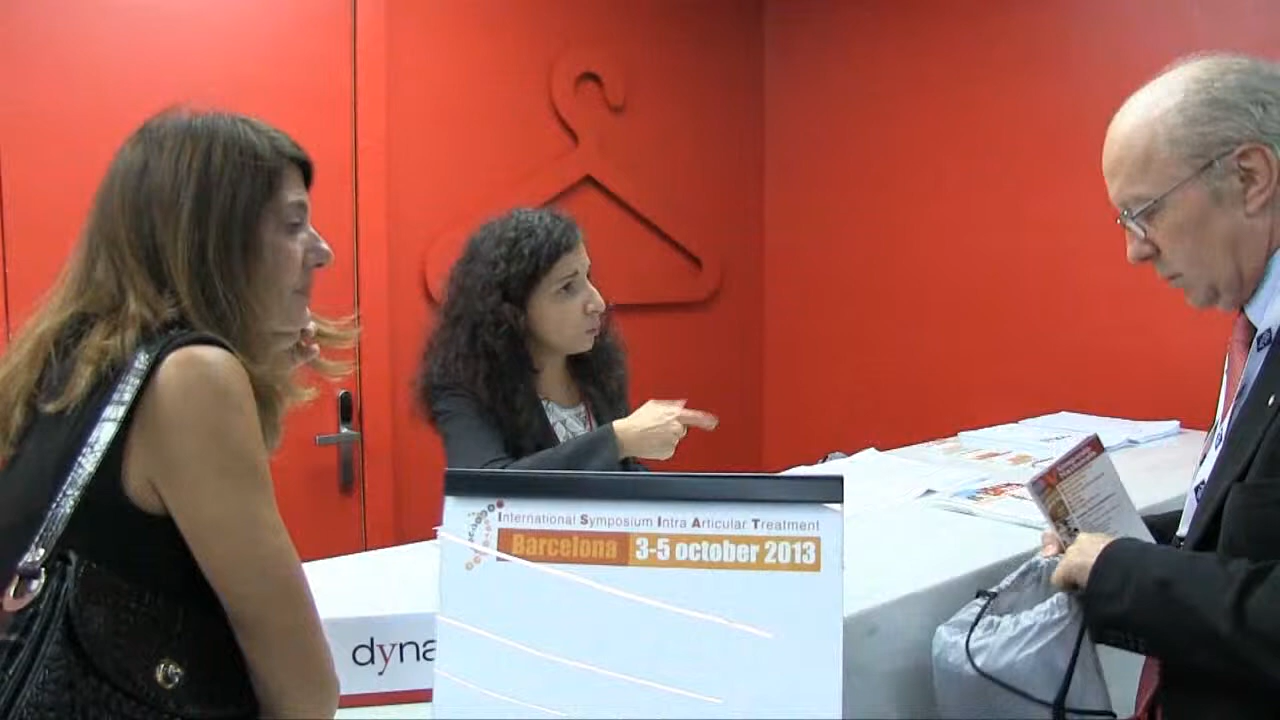 International Symposium Intra Articular Treatment
Barcelona 3-5 october 2013
dyna